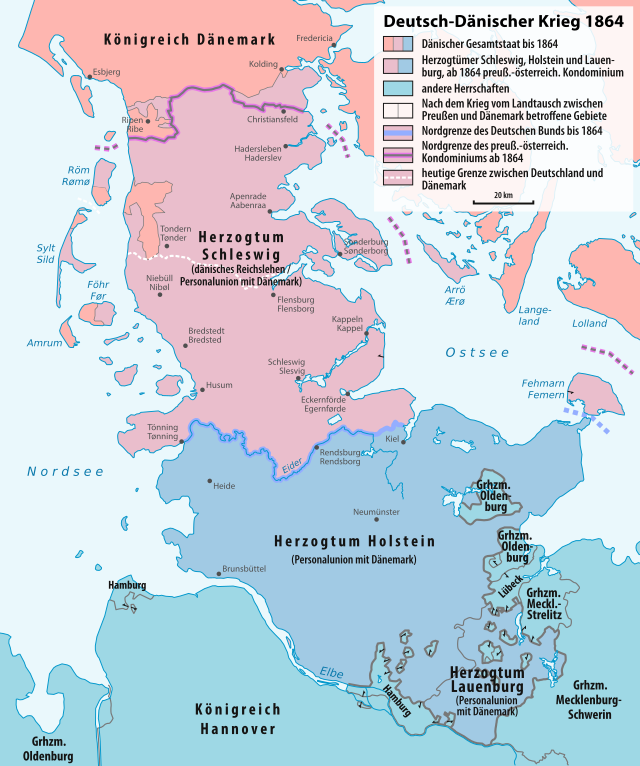 Deutsch-Dänischer Krieg 1864
Dänischer Gesamtstaat bis 1864
Herzogtümer Schleswig, Holstein und Lauen-
burg, ab 1864 preuß.-österreich. Kondominium
andere Herrschaften
Nach dem Krieg vom Landtausch zwischen
Preußen und Dänemark betroffene Gebiete
Nordgrenze des Deutschen Bunds bis 1864
Nordgrenze des preuß.-österreich.
Kondominiums ab 1864
heutige Grenze zwischen Deutschland und
Dänemark
20 km
Königreich Dänemark
Fredericia
Kolding
Esbjerg
Ripen
Ribe
Christiansfeld
Hadersleben
Haderslev
Röm
Rømø
Apenrade
Aabenraa
Tondern
Tønder
Herzogtum
Schleswig
(dänisches Reichslehen /
Personalunion mit Dänemark)
Sonderburg
Sønderborg
Sylt
Sild
Niebüll
Nibøl
Flensburg
Flensborg
Föhr
Før
Arrö
Ærø
Lange-
land
Lolland
Kappeln
Kappel
Amrum
Bredstedt
Bredsted
Ostsee
Schleswig
Slesvig
Husum
Eckernförde
Egernførde
Fehmarn
Femern
Tönning
Tønning
Kiel
Eider
Rendsburg
Rendsborg
Nordsee
Heide
Grhzm.
Olden-
burg
Neumünster
Herzogtum Holstein
(Personalunion mit Dänemark)
Grhzm.
Olden-
burg
Brunsbüttel
Hamburg
Lübeck
Grhzm.
Meckl.-
Strelitz
Elbe
Hamburg
Herzogtum
Lauenburg
(Personalunion
mit Dänemark)
Grhzm.
Mecklenburg-
Schwerin
Königreich
Hannover
Grhzm.
Oldenburg